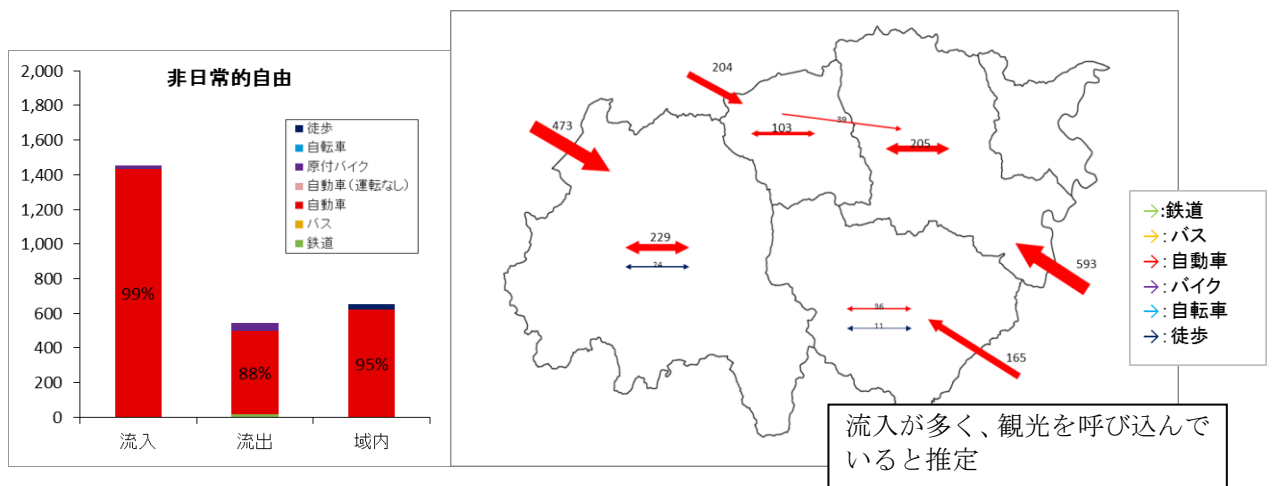 非日常的自由
2,000
1,800
1,600
1,400
1,200
1,000
800
600
400
200
0
徒歩
自転車
原付バイク
自動車(運転なし)
自動車
バス
鉄道
99%
88%
95%
流入
流出
域内
204
473
103
39
205
229
24
593
36
11
165
→:鉄道
→:バス
→:自動車
→:バイク
→:自転車
→:徒歩
流入が多く、観光を呼び込んで
いると推定